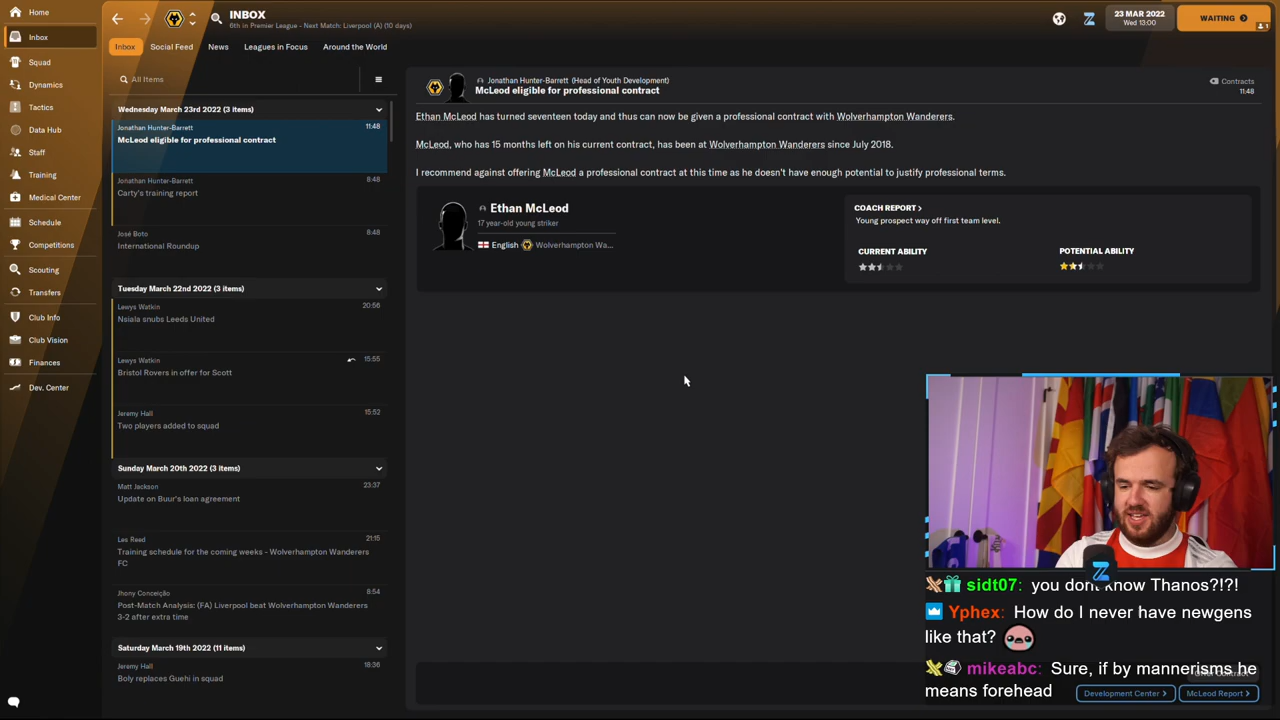 Home
Inbox
Squad
Dynamics
Tactics
Data Hub
Staff
Training
Medical Center
Schedule
Competitions
Scouting
Transfers
Club Info
Club Vision
Finances
Dev. Center
INBOX
6th in Premier League - Next Match: Liverpool (A) (10 days)
23 MAR 2022
Wed 13:00
WAITING
1
Inbox
Social Feed
News
Leagues in Focus
Around the World
All Items
Wednesday March 23rd 2022 (3 items)
Jonathan Hunter-Barrett 11:48
McLeod eligible for professional contract
Jonathan Hunter-Barrett 8:48
Carty's training report
José Boto 8:48
International Roundup
Tuesday March 22nd 2022 (3 items)
Lewys Watkin 20:56
Nsiala snubs Leeds United
Lewys Watkin 15:55
Bristol Rovers in offer for Scott
Jeremy Hall 15:52
Two players added to squad
Sunday March 20th 2022 (3 items)
Matt Jackson 23:37
Update on Buur's loan agreement
Les Reed 21:15
Training schedule for the coming weeks - Wolverhampton Wanderers
FC
Jhony Conceição 8:54
Post-Match Analysis: (FA) Liverpool beat Wolverhampton Wanderers
3-2 after extra time
Saturday March 19th 2022 (11 items)
Jeremy Hall 18:36
Boly replaces Guehi in squad
Jonathan Hunter-Barrett (Head of Youth Development)
McLeod eligible for professional contract
Contracts
11:48
Ethan McLeod has turned seventeen today and thus can now be given a professional contract with Wolverhampton Wanderers.
McLeod, who has 15 months left on his current contract, has been at Wolverhampton Wanderers since July 2018.
I recommend against offering McLeod a professional contract at this time as he doesn't have enough potential to justify professional terms.
Ethan McLeod
17 year-old young striker
English Wolverhampton Wa...
COACH REPORT >
Young prospect way off first team level.
CURRENT ABILITY
POTENTIAL ABILITY
sidt07: you dont know Thanos?!?!
Yphex: How do I never have newgens
like that?
mikeabc: Sure, if by mannerisms he
means forehead
Development Center >
McLeod Report >